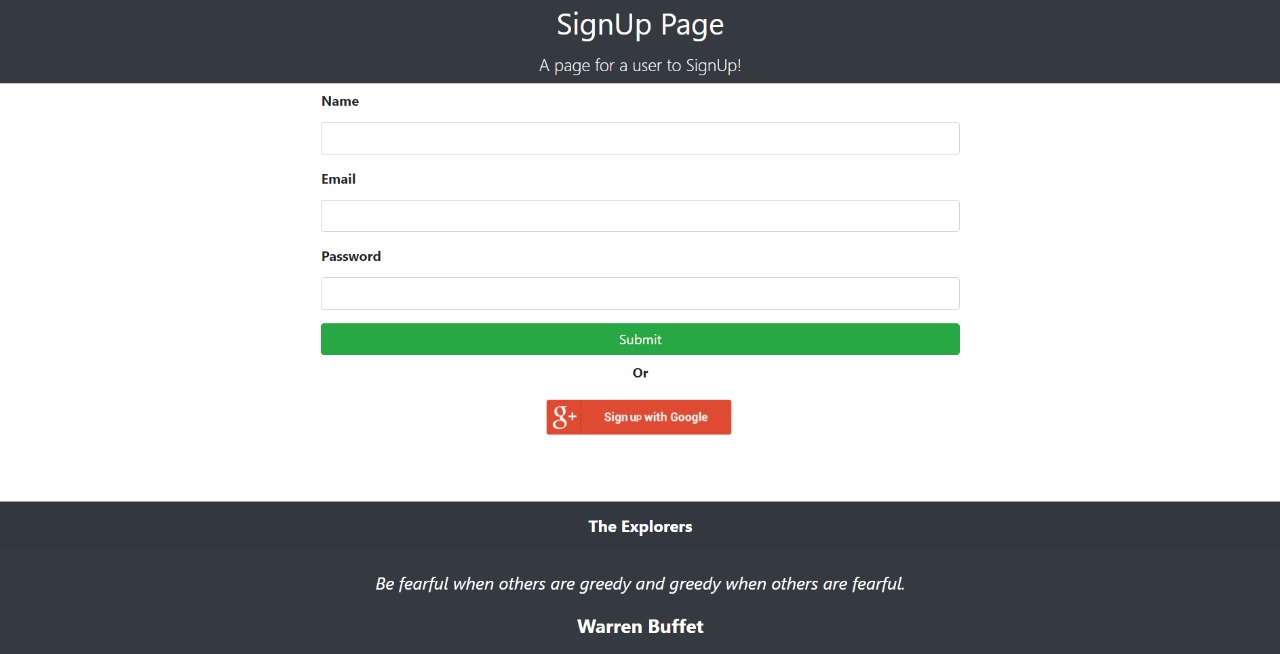 SignUp Page
A page for a user to SignUp!
Name
Email
Password
Submit
Or
g+ Sign up with Google
The Explorers
Be fearful when others are greedy and greedy when others are fearful.
Warren Buffet